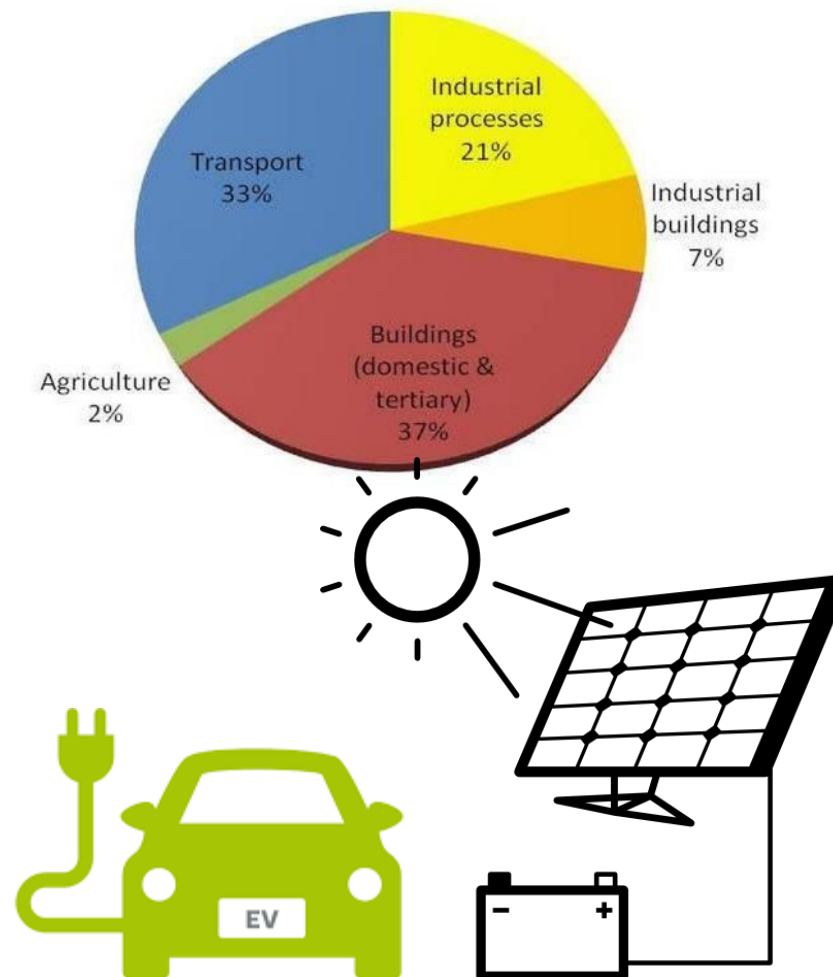 Industrial
processes
21%
Transport
33%
Industrial
buildings
7%
Buildings
(domestic &
tertiary)
37%
Agriculture
2%
EV
- +